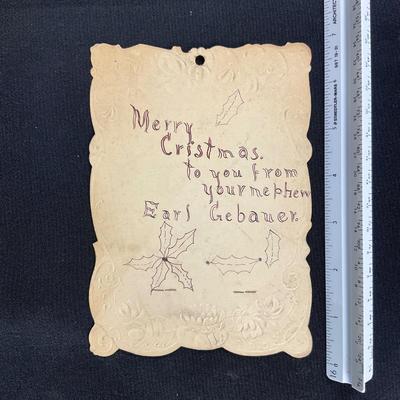 Merry
Cristmas.
to you from
your nephew
Earl Gebauer.